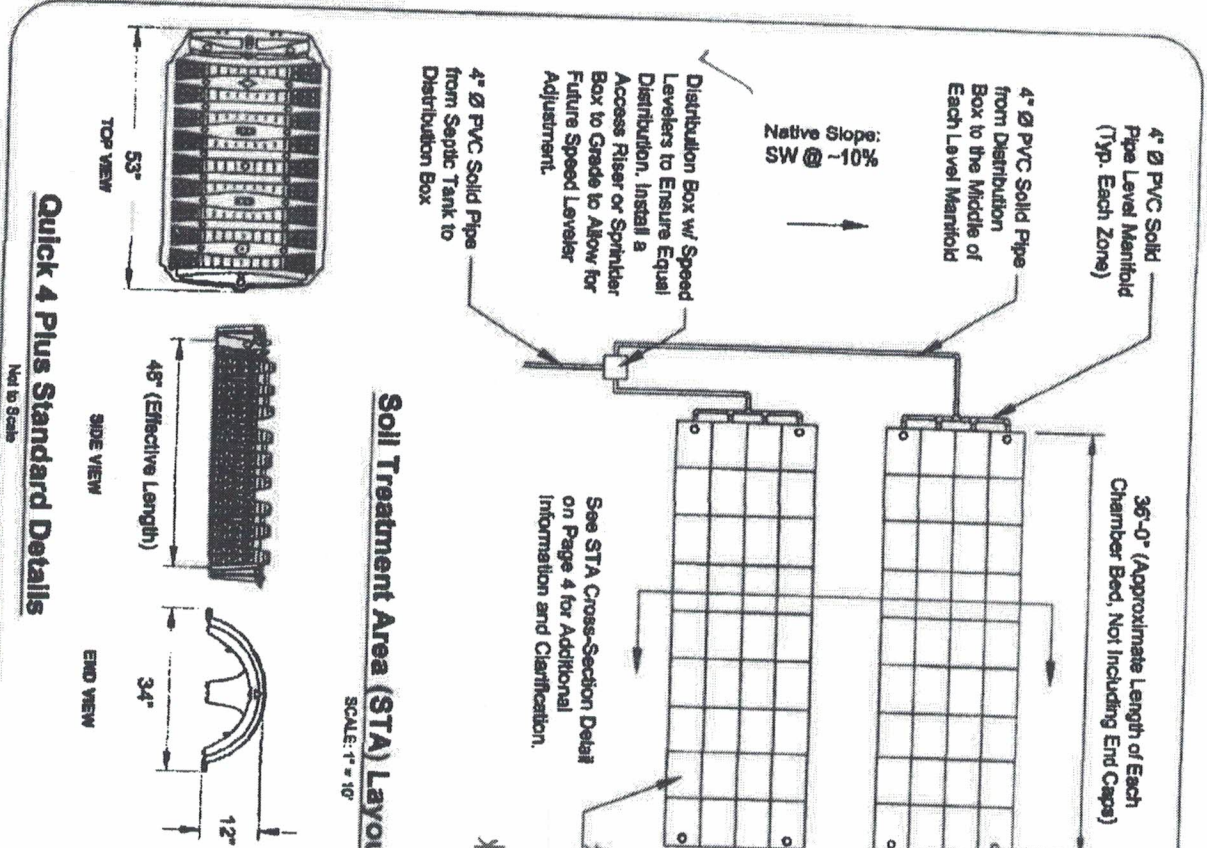 4" Ø PVC Solid
Pipe Level Manifold
(Typ. Each Zone)
4" Ø PVC Solid Pipe
from Distribution
Box to the Middle of
Each Level Manifold
Native Slope:
SW @ ~10%
Distribution Box w/ Speed
Levelers to Ensure Equal
Distribution. Install a
Access Riser or Sprinkler
Box to Grade to Allow for
Future Speed Leveler
Adjustment.
4" Ø PVC Solid Pipe
from Septic Tank to
Distribution Box
36'-0" (Approximate Length of Each
Chamber Bed, Not Including End Caps)
See STA Cross-Section Detail
on Page 4 for Additional
Information and Clarification.
Soil Treatment Area (STA) Layou
SCALE: 1" = 10'
53"
TOP VIEW
48" (Effective Length)
SIDE VIEW
34"
12"
END VIEW
Quick 4 Plus Standard Details
Not to Scale